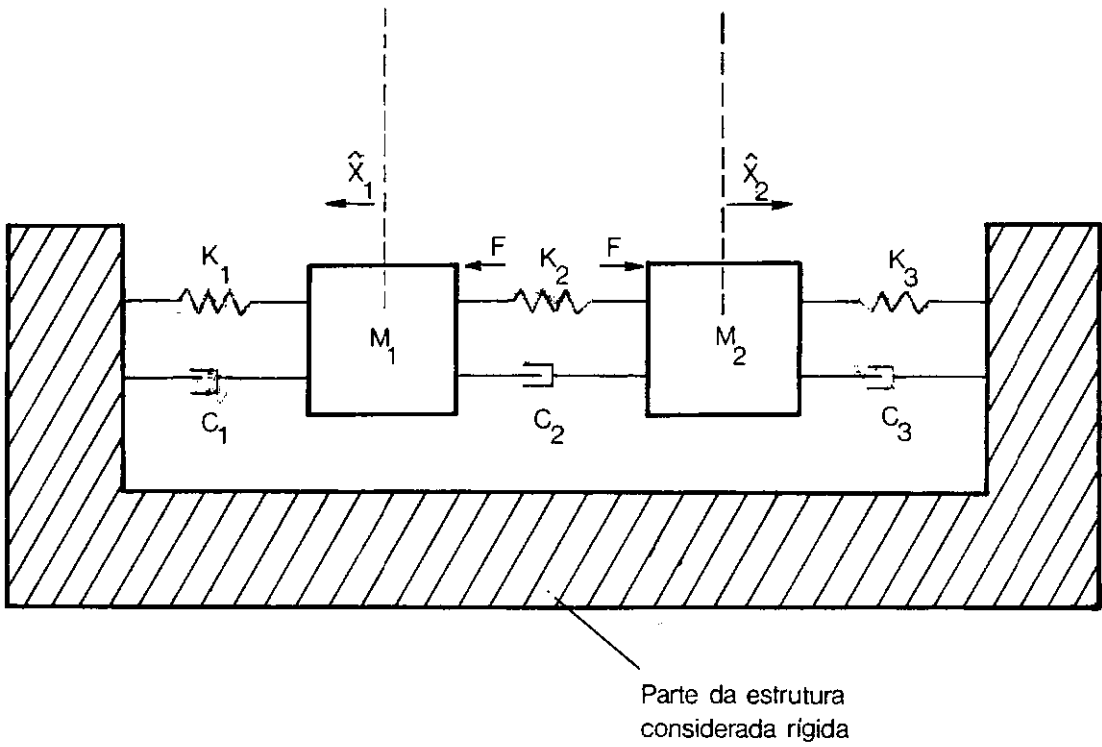 X̂₁
X̂₂
F
F
K₁
K₂
K₃
M₁
M₂
C₁
C₂
C₃
Parte da estrutura
considerada rígida